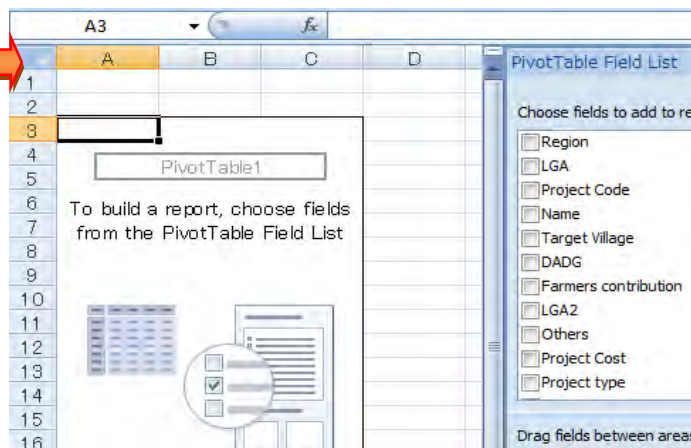 A3
fx
A B C D
1
2
3
4
5
6
7
8
9
10
11
12
13
14
15
16
PivotTable1
To build a report, choose fields
from the PivotTable Field List
PivotTable Field List
Choose fields to add to re
Region
LGA
Project Code
Name
Target Village
DADG
Farmers contribution
LGA2
Others
Project Cost
Project type
Drag fields between areas